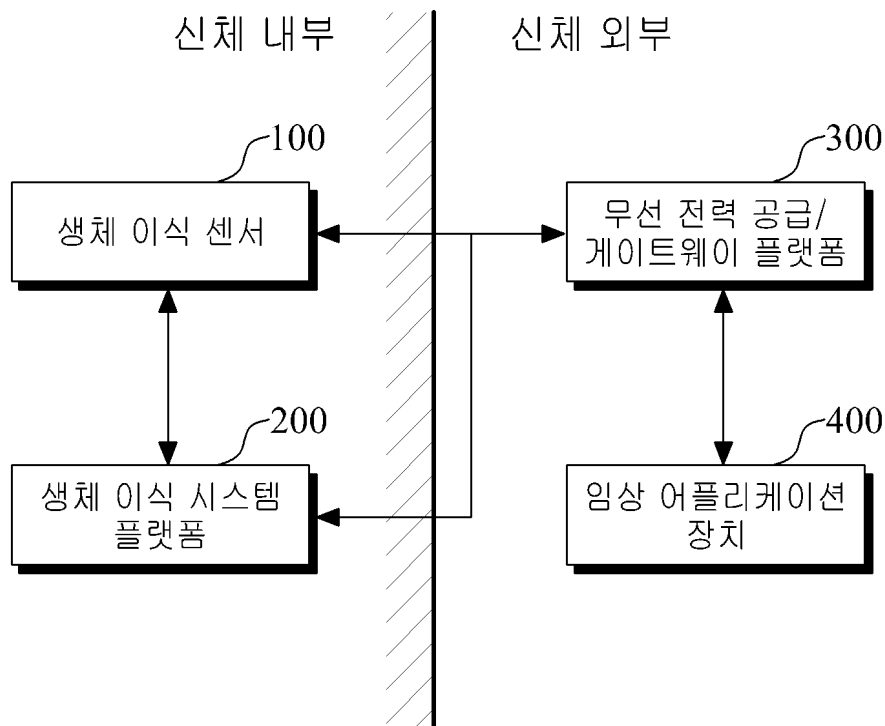 신체 내부
신체 외부
100
생체 이식 센서
300
무선 전력 공급/
게이트웨이 플랫폼
200
생체 이식 시스템
플랫폼
400
임상 어플리케이션
장치